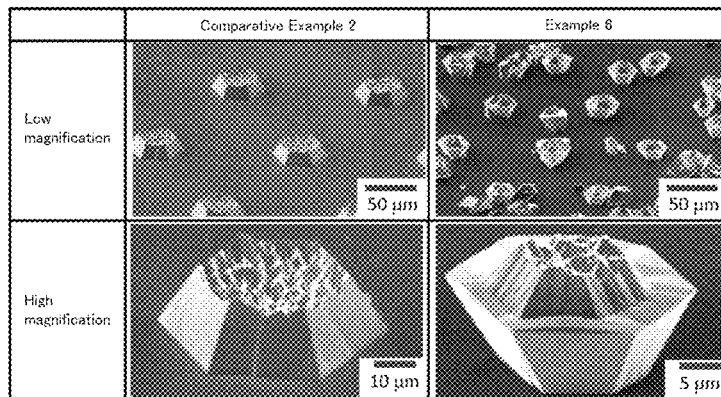 Comparative Example 2
Example 6
Low
magnification
50 μm
50 μm
High
magnification
10 μm
5 μm